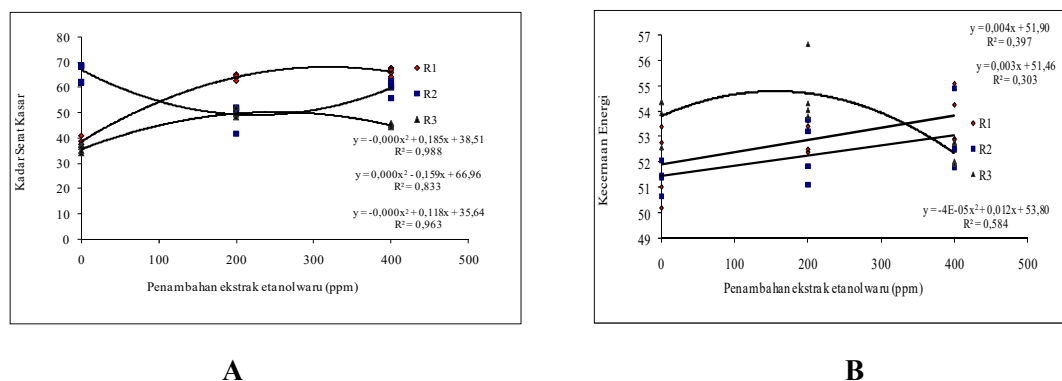 80
70
60
50
40
30
20
10
0
Kadar Serat Kasar
0 100 200 300 400 500
Penambahan ekstrak etanol waru (ppm)
R1
R2
R3
y = -0,000x² + 0,185x + 38,51
R² = 0,988
y = 0,000x² - 0,159x + 66,96
R² = 0,833
y = -0,000x² + 0,118x + 35,64
R² = 0,963
A
57
56
55
54
53
52
51
50
49
Kecernaan Energi
0 100 200 300 400 500
Penambahan ekstrak etanol waru (ppm)
y = 0,004x + 51,90
R² = 0,397
y = 0,003x + 51,46
R² = 0,303
R1
R2
R3
y = -4E-05x² + 0,012x + 53,80
R² = 0,584
B